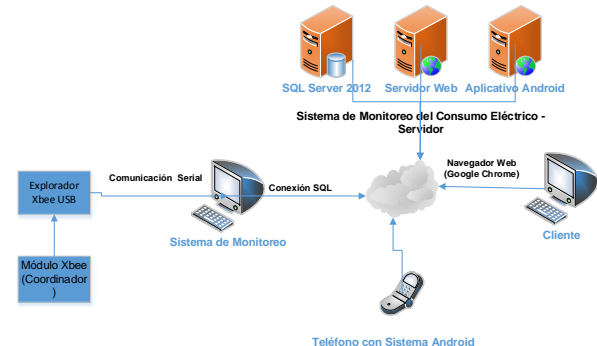 SQL Server 2012
Servidor Web
Aplicativo Android
Sistema de Monitoreo del Consumo Eléctrico -
Servidor
Navegador Web
(Google Chrome)
Comunicación Serial
Conexión SQL
Explorador
Xbee USB
Sistema de Monitoreo
Cliente
Módulo Xbee
(Coordinador
)
Teléfono con Sistema Android